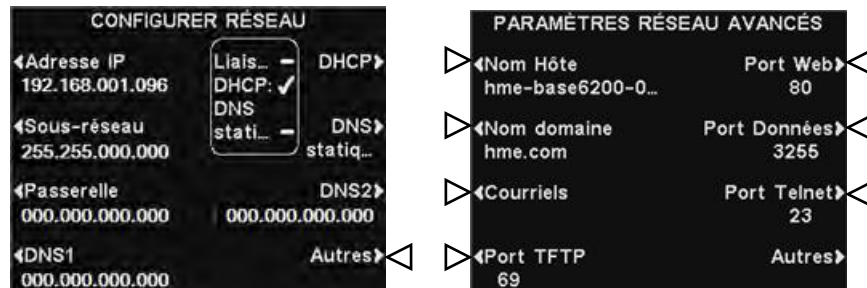 CONFIGURER RÉSEAU
Adresse IP
192.168.001.096
Liais... –
DHCP: ✓
DNS
stati... –
DHCP
Sous-réseau
255.255.000.000
DNS
statiq...
Passerelle
000.000.000.000
DNS2
000.000.000.000
DNS1
000.000.000.000
Autres
PARAMÈTRES RÉSEAU AVANCÉS
Nom Hôte
hme-base6200-0...
Port Web
80
Nom domaine
hme.com
Port Données
3255
Courriels
Port Telnet
23
Port TFTP
69
Autres